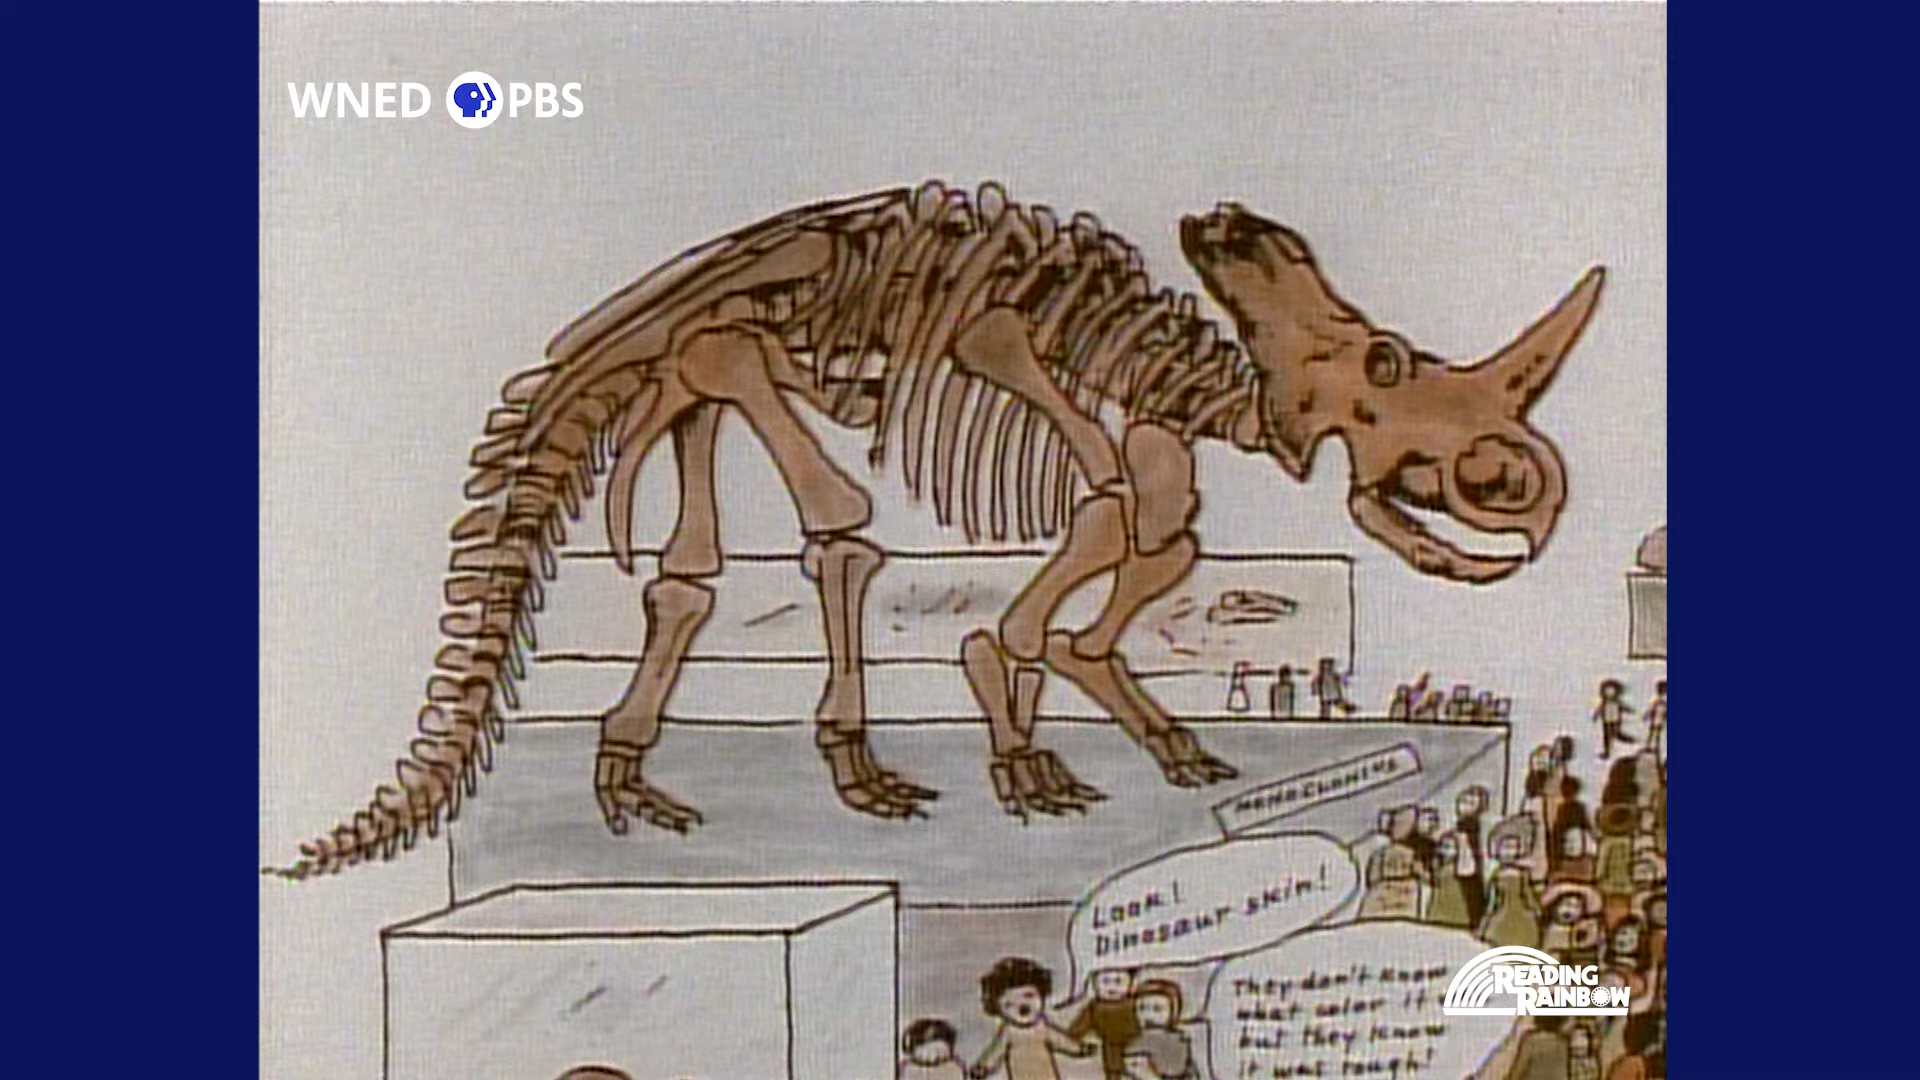 WNED PBS
MONOCLONIUS
Look!
Dinosaur skin!
They don't know
what color it
but they know
it was tough!
READING
RAINBOW